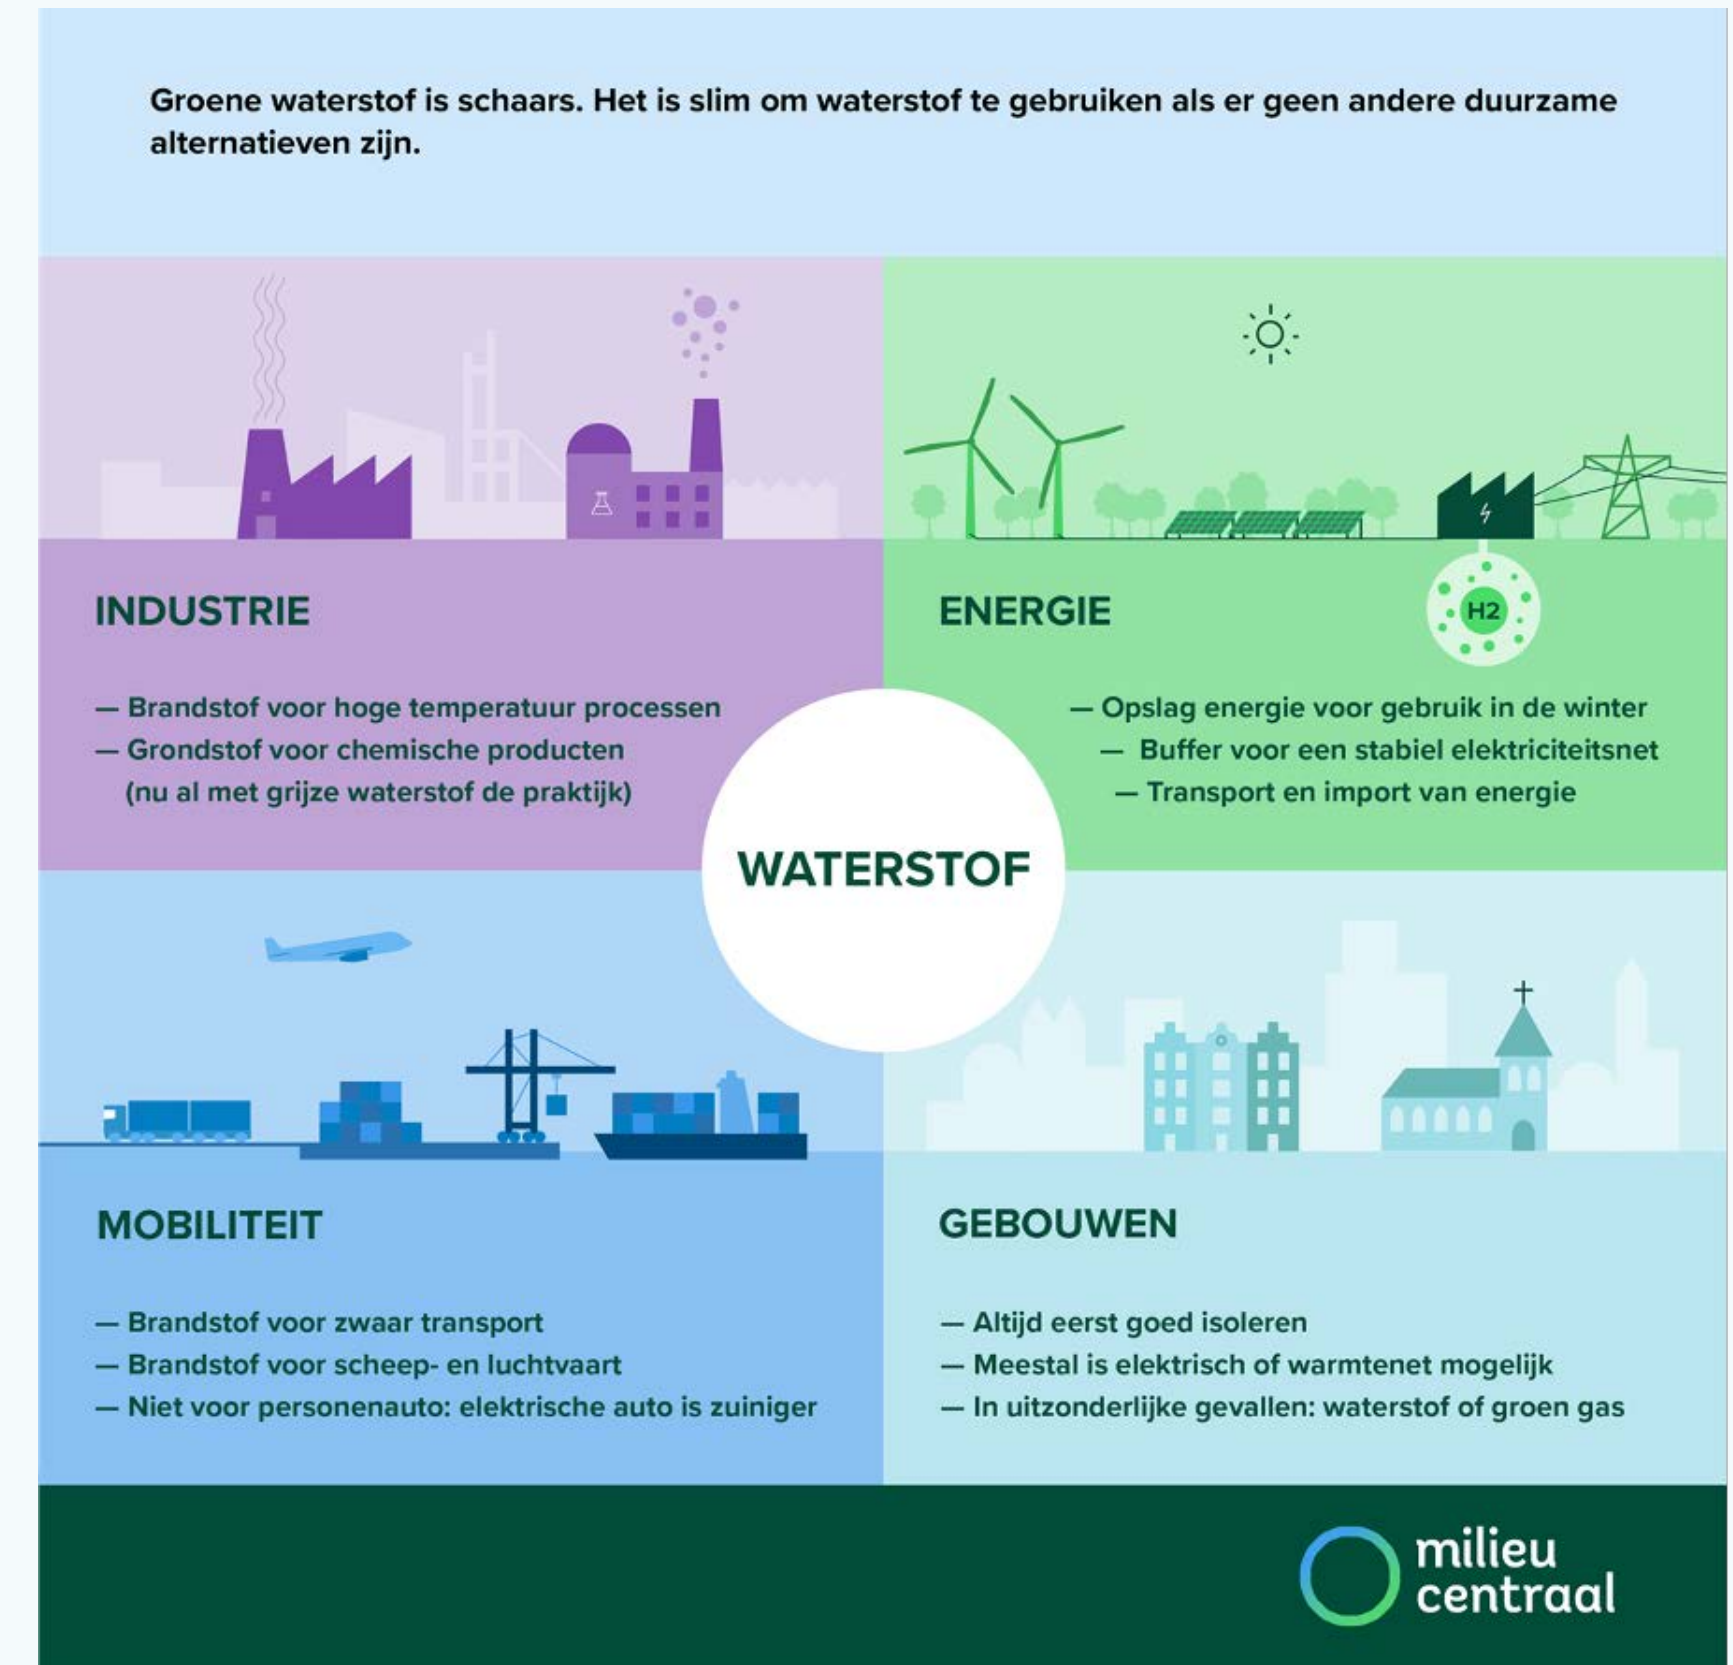 Groene waterstof is schaars. Het is slim om waterstof te gebruiken als er geen andere duurzame
alternatieven zijn.
INDUSTRIE
— Brandstof voor hoge temperatuur processen
— Grondstof voor chemische producten
(nu al met grijze waterstof de praktijk)
ENERGIE
H2
— Opslag energie voor gebruik in de winter
— Buffer voor een stabiel elektriciteitsnet
— Transport en import van energie
WATERSTOF
MOBILITEIT
— Brandstof voor zwaar transport
— Brandstof voor scheep- en luchtvaart
— Niet voor personenauto: elektrische auto is zuiniger
GEBOUWEN
— Altijd eerst goed isoleren
— Meestal is elektrisch of warmtenet mogelijk
— In uitzonderlijke gevallen: waterstof of groen gas
milieu
centraal